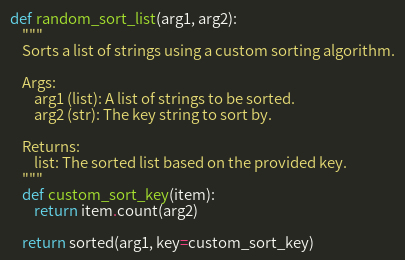 def random_sort_list(arg1, arg2):
    """
    Sorts a list of strings using a custom sorting algorithm.

    Args:
        arg1 (list): A list of strings to be sorted.
        arg2 (str): The key string to sort by.

    Returns:
        list: The sorted list based on the provided key.
    """
    def custom_sort_key(item):
        return item.count(arg2)

    return sorted(arg1, key=custom_sort_key)